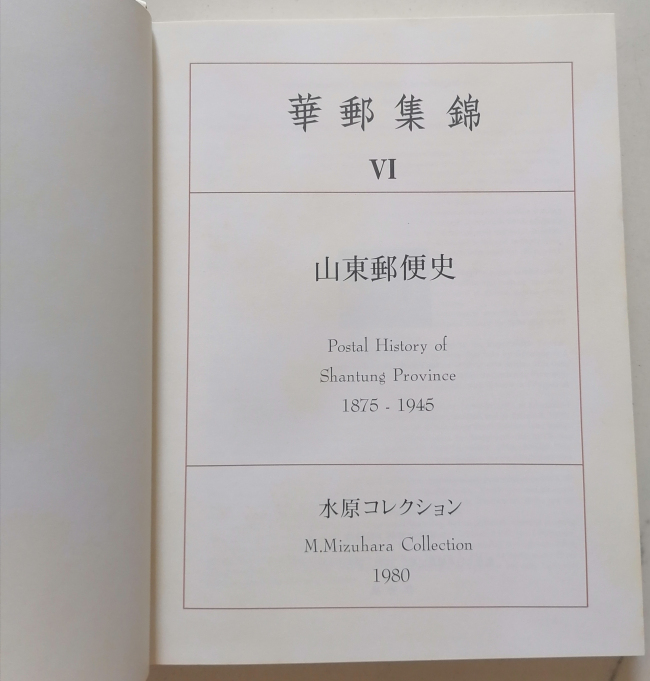 華郵集錦
VI
山東郵便史
Postal History of
Shantung Province
1875 - 1945
水原コレクション
M.Mizuhara Collection
1980